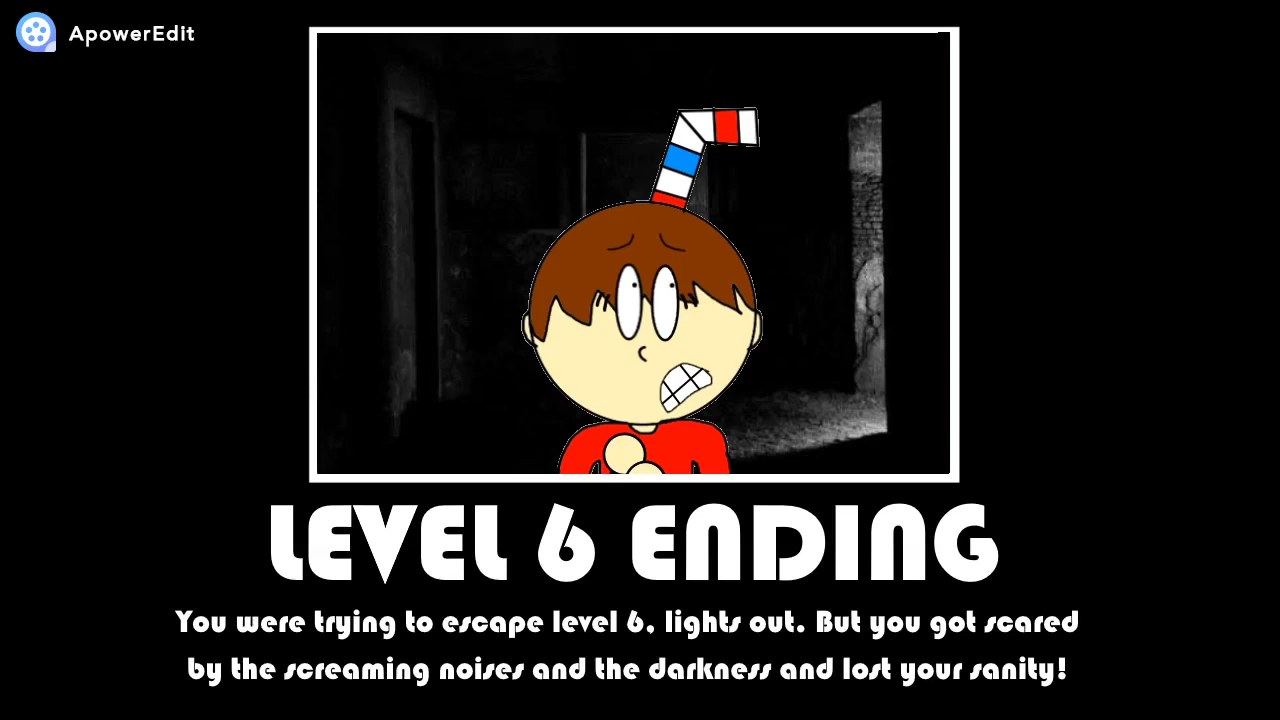 ApowerEdit
LEVEL 6 ENDING
You were trying to escape level 6, lights out. But you got scared
by the screaming noises and the darkness and lost your sanity!